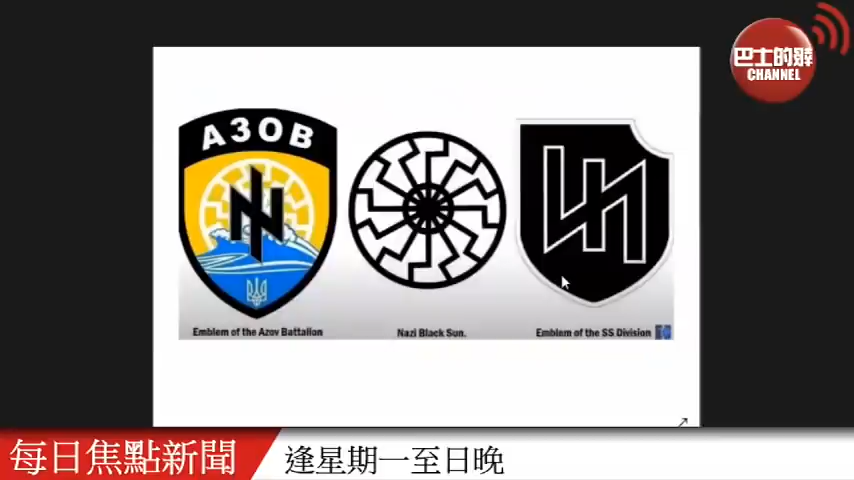 巴士的報
CHANNEL
АЗОВ
Emblem of the Azov Battalion
Nazi Black Sun.
Emblem of the SS Division
每日焦點新聞
逢星期一至日晚